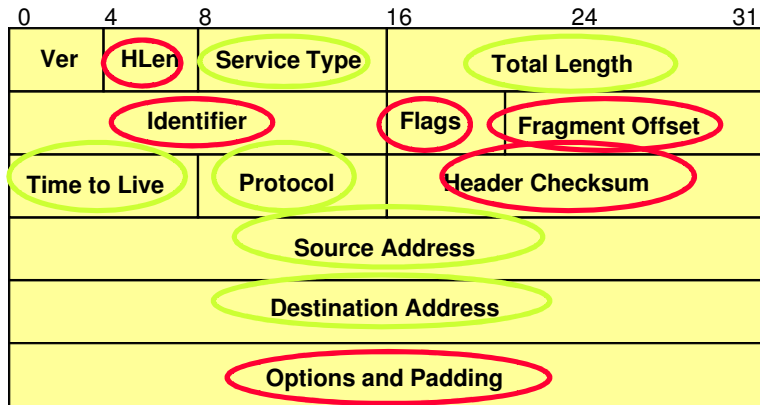 0 4 8 16 24 31
Ver HLen Service Type Total Length
Identifier Flags Fragment Offset
Time to Live Protocol Header Checksum
Source Address
Destination Address
Options and Padding